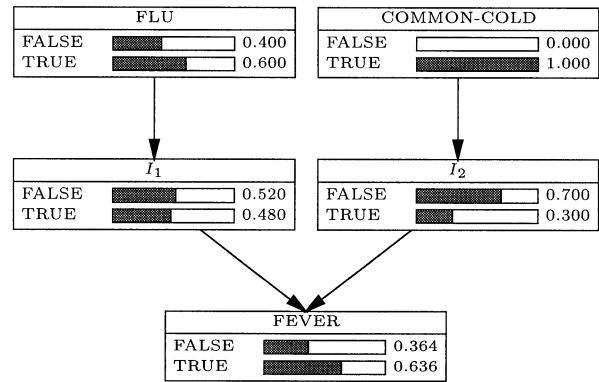 FLU
FALSE 0.400
TRUE 0.600
COMMON-COLD
FALSE 0.000
TRUE 1.000
I₁
FALSE 0.520
TRUE 0.480
I₂
FALSE 0.700
TRUE 0.300
FEVER
FALSE 0.364
TRUE 0.636